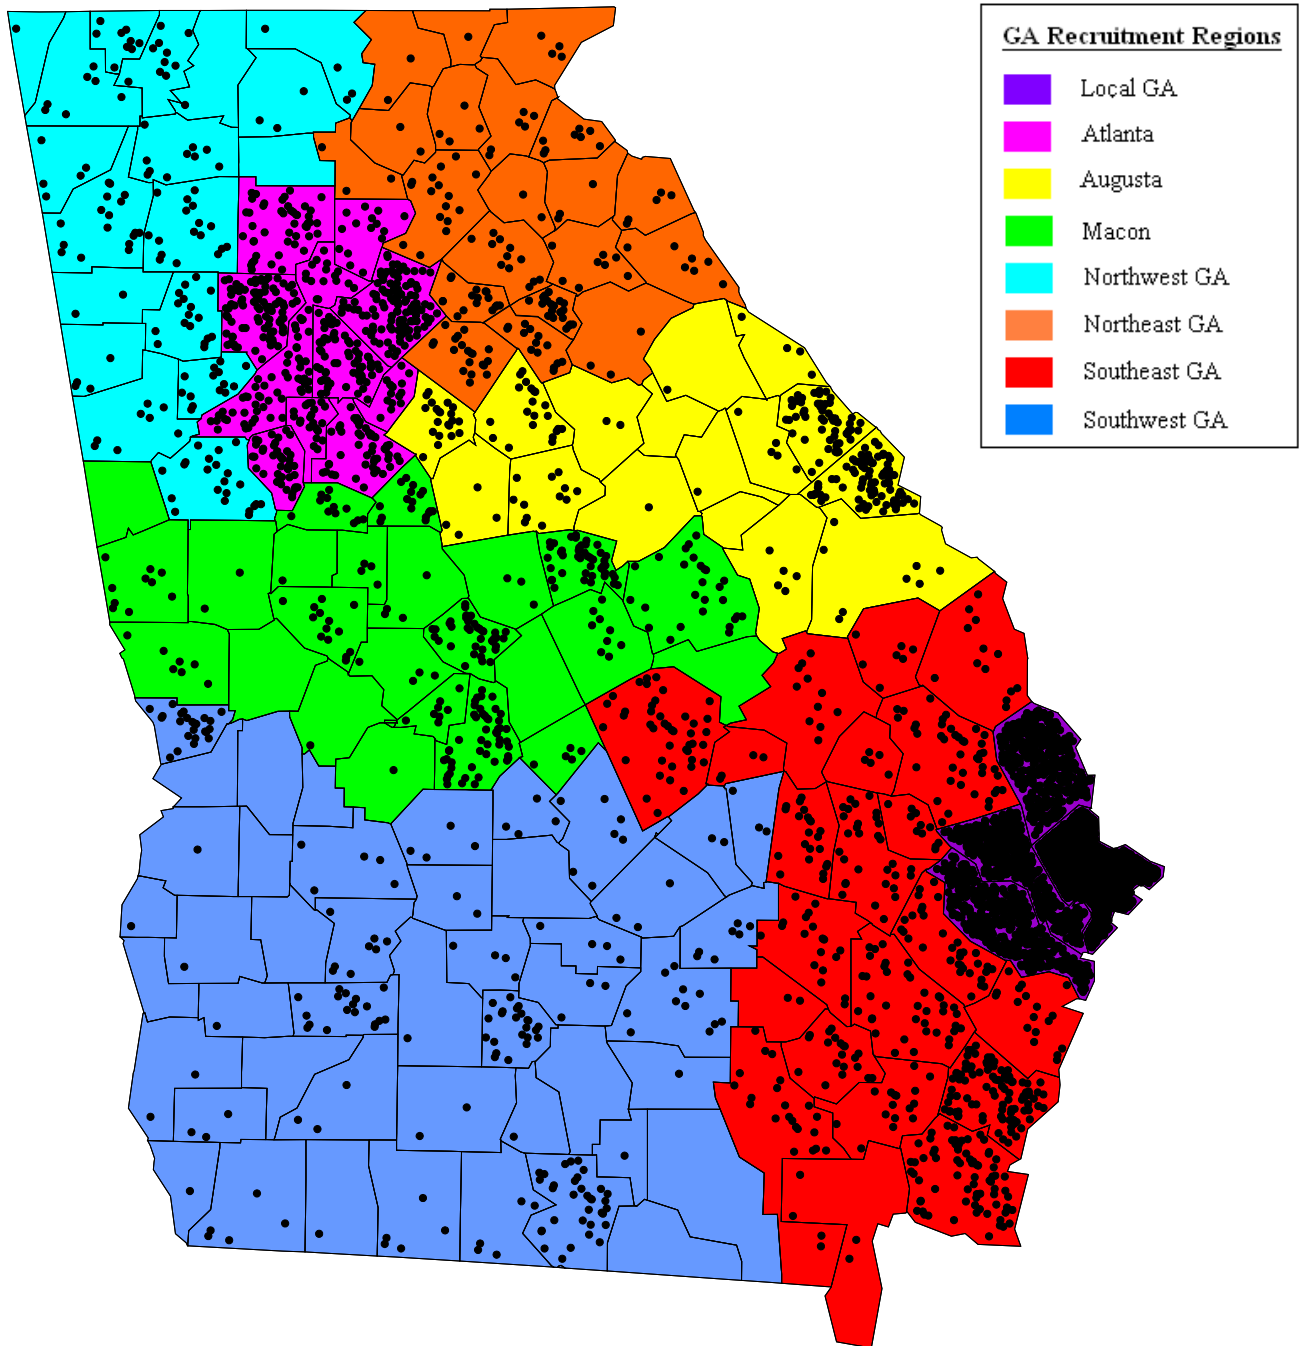 GA Recruitment Regions
Local GA
Atlanta
Augusta
Macon
Northwest GA
Northeast GA
Southeast GA
Southwest GA